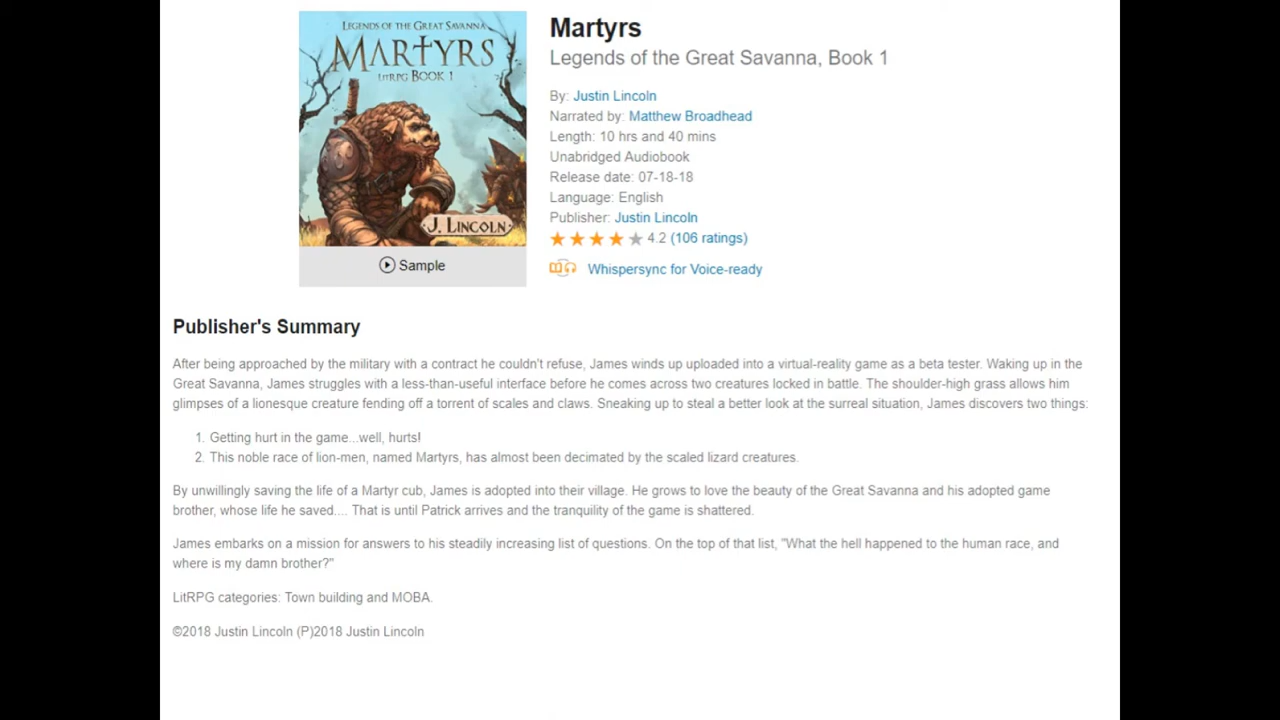 LEGENDS OF THE GREAT SAVANNA
MARTYRS
LITRPG BOOK 1
J. LINCOLN
Sample
Martyrs
Legends of the Great Savanna, Book 1
By: Justin Lincoln
Narrated by: Matthew Broadhead
Length: 10 hrs and 40 mins
Unabridged Audiobook
Release date: 07-18-18
Language: English
Publisher: Justin Lincoln
4.2 (106 ratings)
Whispersync for Voice-ready
Publisher's Summary
After being approached by the military with a contract he couldn't refuse, James winds up uploaded into a virtual-reality game as a beta tester. Waking up in the
Great Savanna, James struggles with a less-than-useful interface before he comes across two creatures locked in battle. The shoulder-high grass allows him
glimpses of a lionesque creature fending off a torrent of scales and claws. Sneaking up to steal a better look at the surreal situation, James discovers two things:
1. Getting hurt in the game...well, hurts!
2. This noble race of lion-men, named Martyrs, has almost been decimated by the scaled lizard creatures.
By unwillingly saving the life of a Martyr cub, James is adopted into their village. He grows to love the beauty of the Great Savanna and his adopted game
brother, whose life he saved.... That is until Patrick arrives and the tranquility of the game is shattered.
James embarks on a mission for answers to his steadily increasing list of questions. On the top of that list, "What the hell happened to the human race, and
where is my damn brother?"
LitRPG categories: Town building and MOBA.
©2018 Justin Lincoln (P)2018 Justin Lincoln